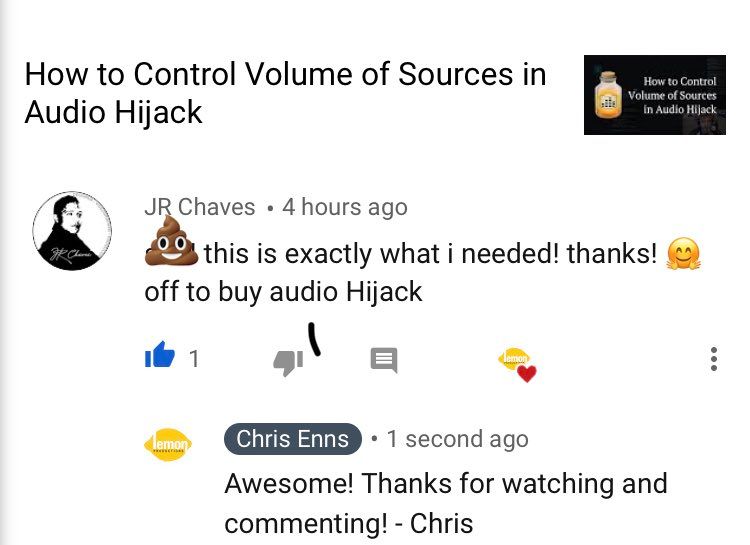 How to Control Volume of Sources in
Audio Hijack
How to Control
Volume of Sources
in Audio Hijack
JR Chaves • 4 hours ago
this is exactly what i needed! thanks!
off to buy audio Hijack
1
lemon
lemon
PRODUCTIONS
Chris Enns • 1 second ago
Awesome! Thanks for watching and
commenting! - Chris